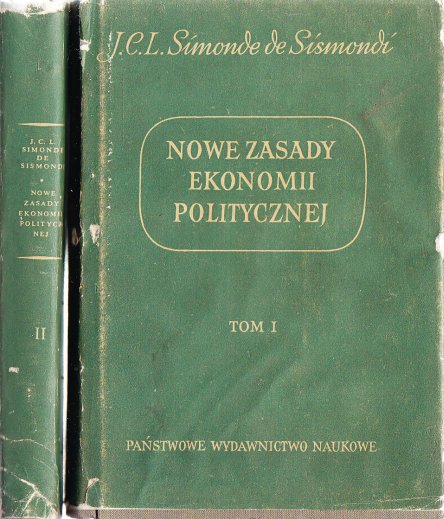 J. C. L.
SIMONDE
DE
SISMONDI
NOWE
ZASADY
EKONOMII
POLITYCZ
NEJ
II
J.C.L. Simonde de Sismondi
NOWE ZASADY
EKONOMII
POLITYCZNEJ
TOM I
PAŃSTWOWE WYDAWNICTWO NAUKOWE